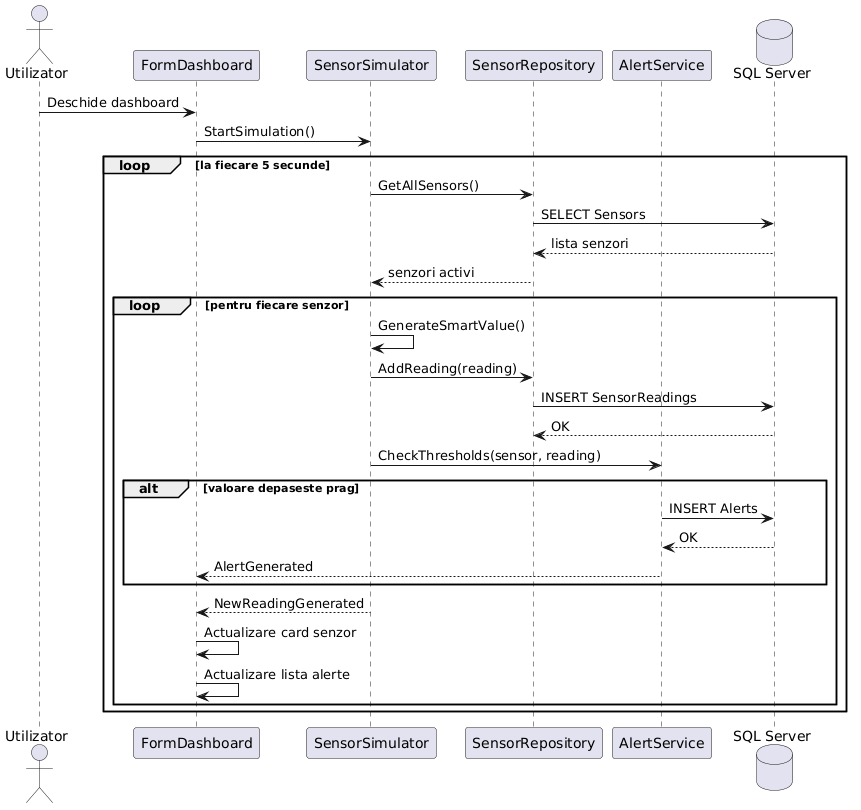 Utilizator
FormDashboard
SensorSimulator
SensorRepository
AlertService
SQL Server
Deschide dashboard
StartSimulation()
loop
[la fiecare 5 secunde]
GetAllSensors()
SELECT Sensors
lista senzori
senzori activi
loop
[pentru fiecare senzor]
GenerateSmartValue()
AddReading(reading)
INSERT SensorReadings
OK
CheckThresholds(sensor, reading)
alt
[valoare depaseste prag]
INSERT Alerts
OK
AlertGenerated
NewReadingGenerated
Actualizare card senzor
Actualizare lista alerte
Utilizator
FormDashboard
SensorSimulator
SensorRepository
AlertService
SQL Server